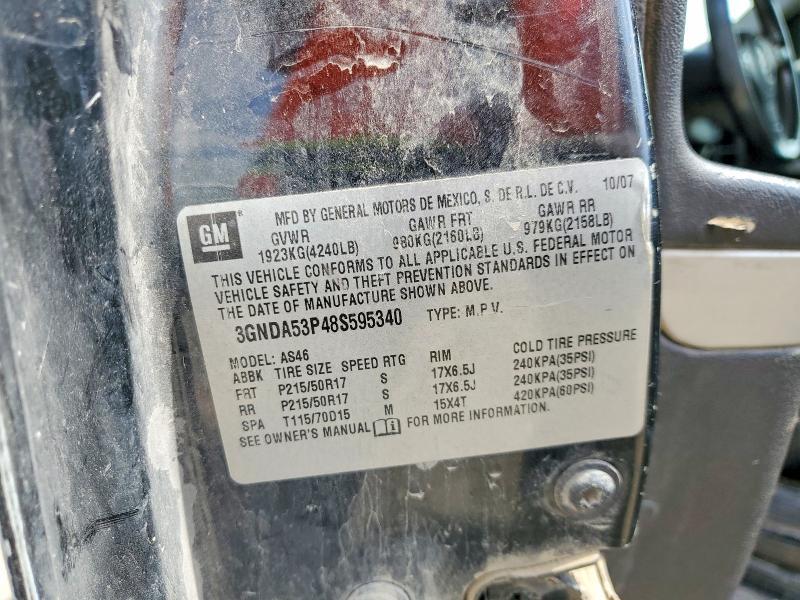 GM®
MFD BY GENERAL MOTORS DE MEXICO, S. DE R.L. DE C.V. 10/07
GVWR GAWR FRT GAWR RR
1923KG(4240LB) 980KG(2160LB) 979KG(2158LB)
THIS VEHICLE CONFORMS TO ALL APPLICABLE U.S. FEDERAL MOTOR
VEHICLE SAFETY AND THEFT PREVENTION STANDARDS IN EFFECT ON
THE DATE OF MANUFACTURE SHOWN ABOVE.
3GNDA53P48S595340 TYPE: M.P.V.
MODEL: AS46
ABBK TIRE SIZE SPEED RTG RIM COLD TIRE PRESSURE
FRT P215/50R17 S 17X6.5J 240KPA(35PSI)
RR P215/50R17 S 17X6.5J 240KPA(35PSI)
SPA T115/70D15 M 15X4T 420KPA(60PSI)
SEE OWNER'S MANUAL FOR MORE INFORMATION.